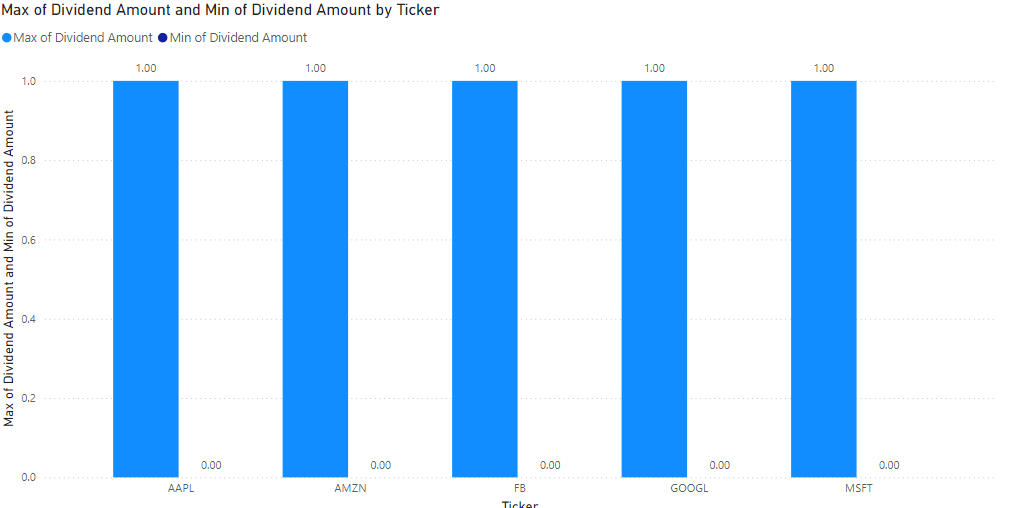 Max of Dividend Amount and Min of Dividend Amount by Ticker
Max of Dividend Amount Min of Dividend Amount
1.00 1.00 1.00 1.00 1.00
1.0
0.8
0.6
0.4
0.2
0.0
Max of Dividend Amount and Min of Dividend Amount
0.00 0.00 0.00 0.00 0.00
AAPL AMZN FB GOOGL MSFT
Ticker